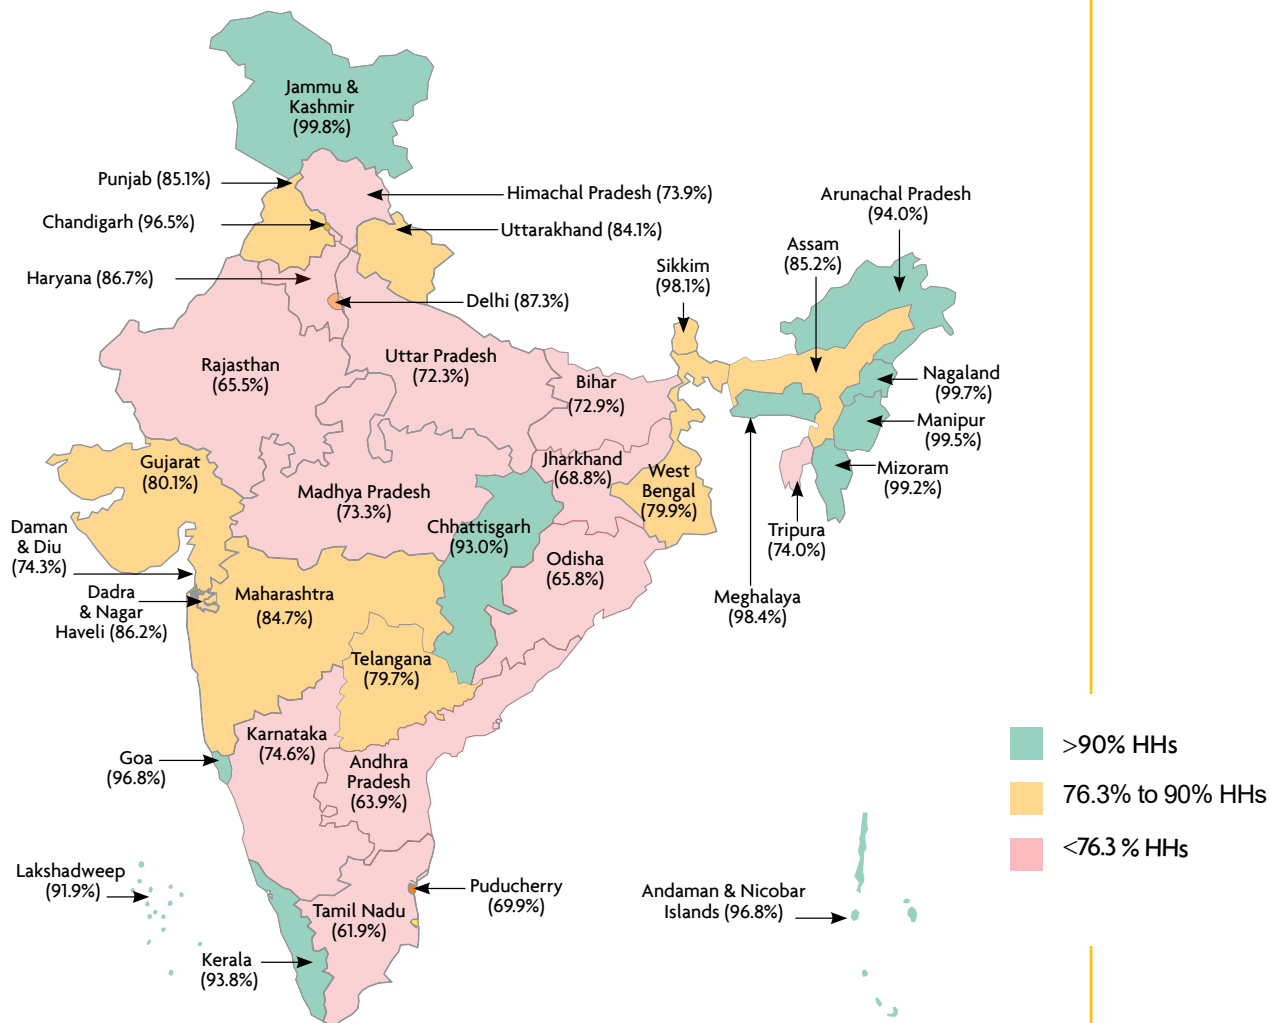 Jammu &
Kashmir
(99.8%)
Punjab (85.1%)
Himachal Pradesh (73.9%)
Chandigarh (96.5%)
Uttarakhand (84.1%)
Haryana (86.7%)
Delhi (87.3%)
Arunachal Pradesh
(94.0%)
Assam
(85.2%)
Sikkim
(98.1%)
Rajasthan
(65.5%)
Uttar Pradesh
(72.3%)
Bihar
(72.9%)
Nagaland
(99.7%)
Manipur
(99.5%)
Mizoram
(99.2%)
Tripura
(74.0%)
Meghalaya
(98.4%)
Gujarat
(80.1%)
Madhya Pradesh
(73.3%)
Jharkhand
(68.8%)
West
Bengal
(79.9%)
Chhattisgarh
(93.0%)
Odisha
(65.8%)
Daman
& Diu
(74.3%)
Dadra
& Nagar
Haveli (86.2%)
Maharashtra
(84.7%)
Telangana
(79.7%)
Karnataka
(74.6%)
Goa
(96.8%)
Andhra
Pradesh
(63.9%)
>90% HHs
76.3% to 90% HHs
<76.3 % HHs
Lakshadweep
(91.9%)
Puducherry
(69.9%)
Tamil Nadu
(61.9%)
Kerala
(93.8%)
Andaman & Nicobar
Islands (96.8%)